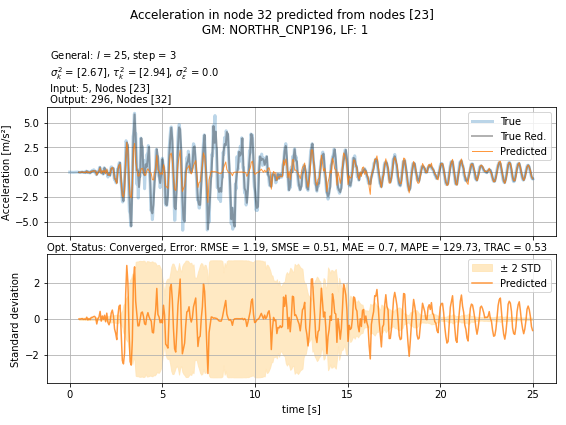 Acceleration in node 32 predicted from nodes [23]
GM: NORTHR_CNP196, LF: 1
General: l = 25, step = 3
σ²ₖ = [2.67], τ²ₖ = [2.94], σ²ε = 0.0
Input: 5, Nodes [23]
Output: 296, Nodes [32]
Acceleration [m/s²]
5.0
2.5
0.0
−2.5
−5.0
True
True Red.
Predicted
Opt. Status: Converged, Error: RMSE = 1.19, SMSE = 0.51, MAE = 0.7, MAPE = 129.73, TRAC = 0.53
Standard deviation
2
0
−2
± 2 STD
Predicted
0 5 10 15 20 25
time [s]